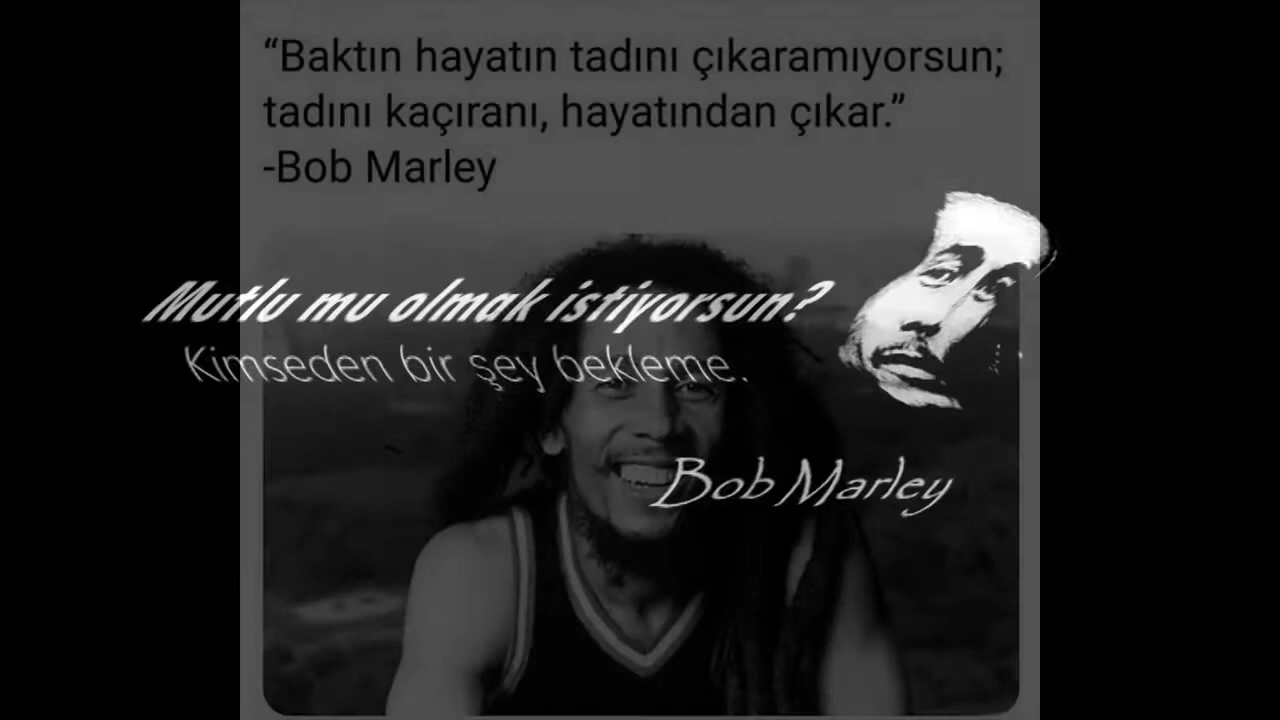 “Baktın hayatın tadını çıkaramıyorsun;
tadını kaçıranı, hayatından çıkar.”
-Bob Marley
Mutlu mu olmak istiyorsun?
Kimseden bir şey bekleme.
Bob Marley